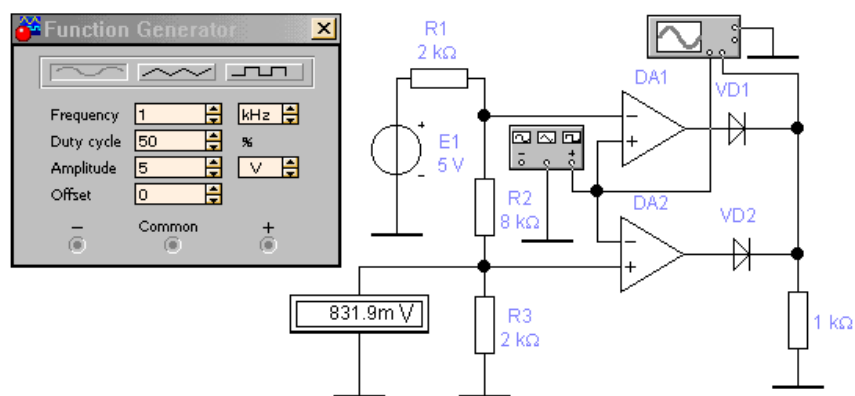 Function Generator
Frequency 1 kHz
Duty cycle 50 %
Amplitude 5 V
Offset 0
− Common +
R1
2 kΩ
E1
5 V
+
−
R2
8 kΩ
− +
DA1
−
+
VD1
DA2
−
+
VD2
831.9m V
R3
2 kΩ
1 kΩ